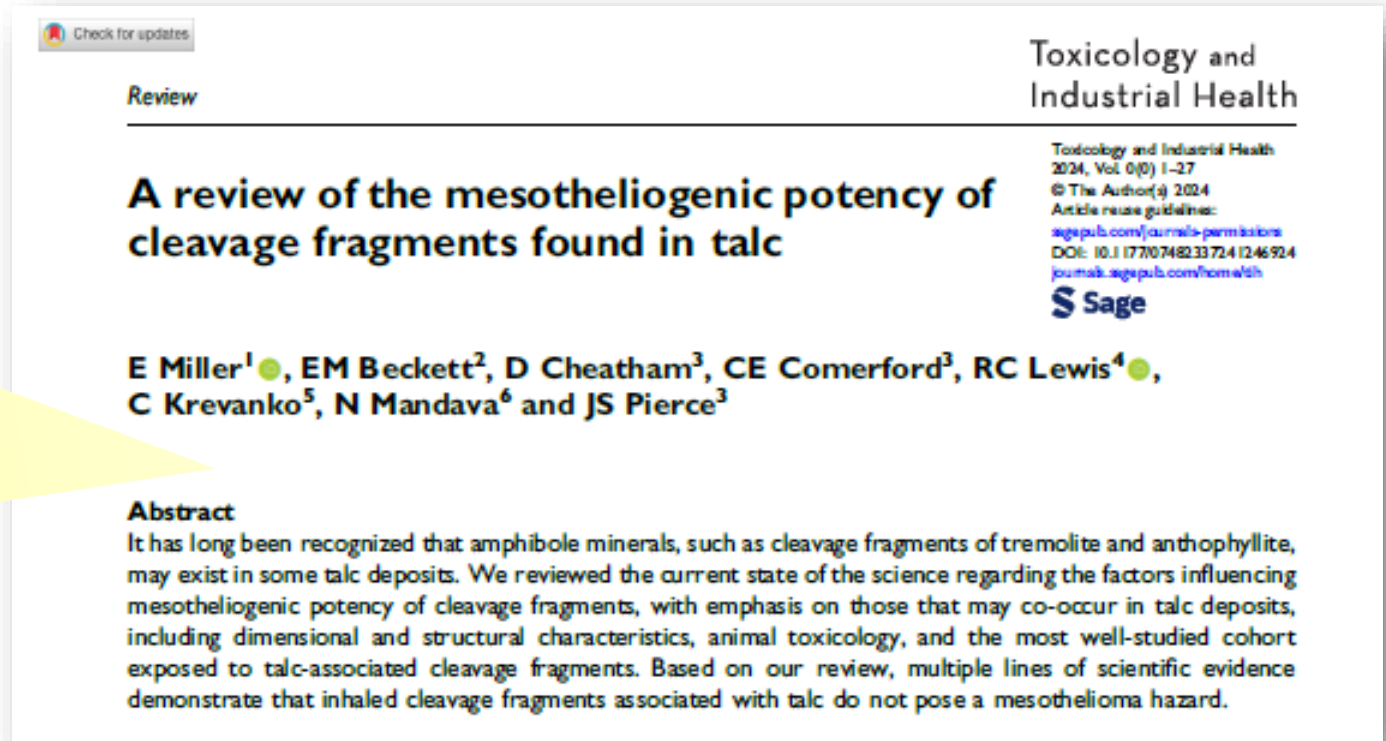 Check for updates
Review
Toxicology and
Industrial Health
Toxicology and Industrial Health
2024, Vol. 0(0) 1–27
© The Author(s) 2024
Article reuse guidelines:
sagepub.com/journals-permissions
DOI: 10.1177/07482337241246924
journals.sagepub.com/home/tih
Sage
A review of the mesotheliogenic potency of
cleavage fragments found in talc
E Miller1, EM Beckett2, D Cheatham3, CE Comerford3, RC Lewis4,
C Krevanko5, N Mandava6 and JS Pierce3
Abstract
It has long been recognized that amphibole minerals, such as cleavage fragments of tremolite and anthophyllite,
may exist in some talc deposits. We reviewed the current state of the science regarding the factors influencing
mesotheliogenic potency of cleavage fragments, with emphasis on those that may co-occur in talc deposits,
including dimensional and structural characteristics, animal toxicology, and the most well-studied cohort
exposed to talc-associated cleavage fragments. Based on our review, multiple lines of scientific evidence
demonstrate that inhaled cleavage fragments associated with talc do not pose a mesothelioma hazard.